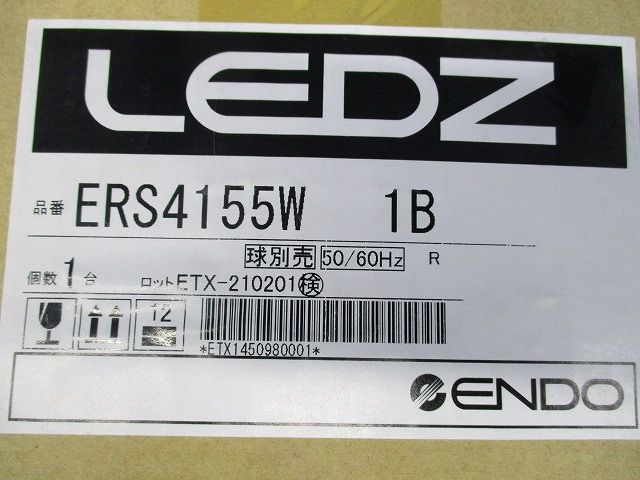 LEDZ
品番 ERS4155W 1B
球別売 50/60Hz R
個数 1 台 ロット ETX-210201 検
12
*ETX1450980001*
ENDO